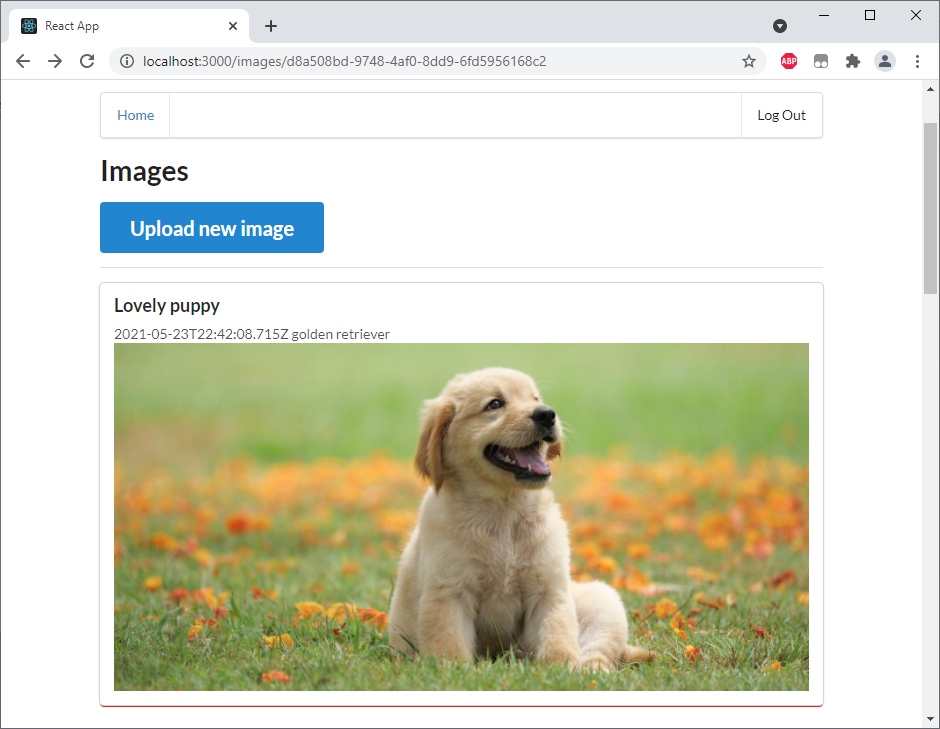 React App
localhost:3000/images/d8a508bd-9748-4af0-8dd9-6fd5956168c2
ABP
Home
Log Out
Images
Upload new image
Lovely puppy
2021-05-23T22:42:08.715Z golden retriever